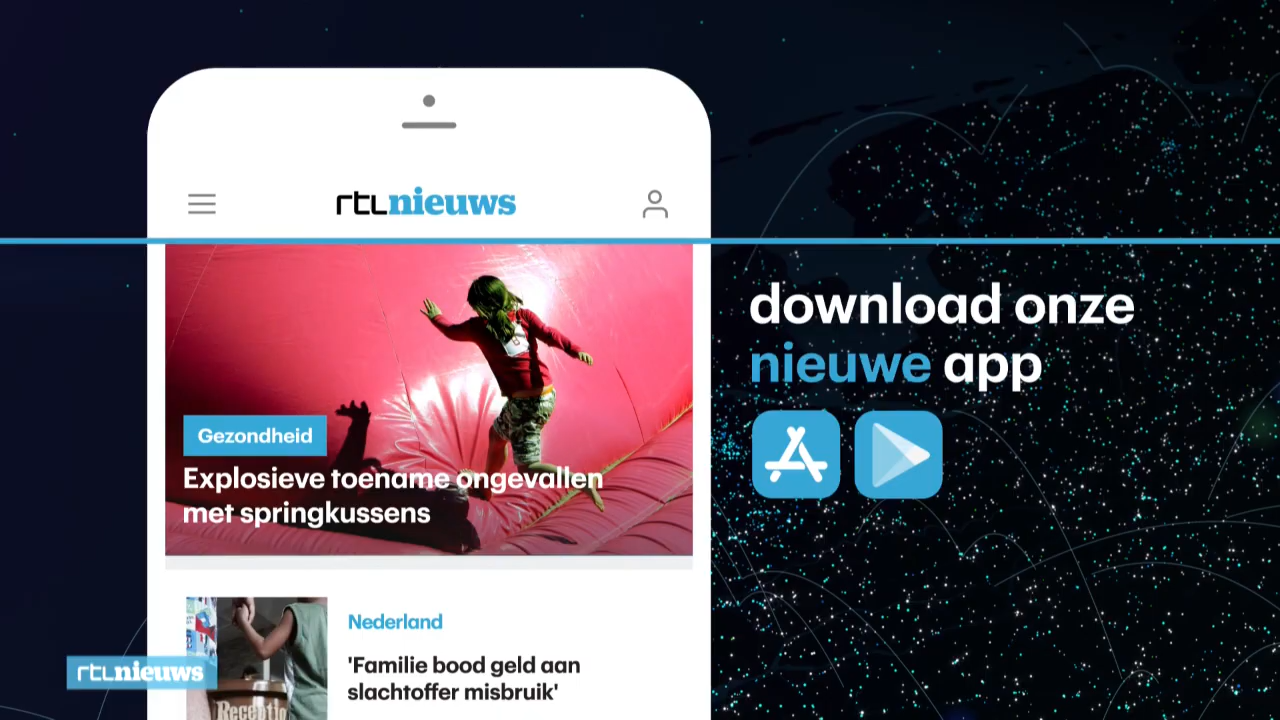 rtlnieuws
download onze
nieuwe app
Gezondheid
Explosieve toename ongevallen
met springkussens
Nederland
'Familie bood geld aan
slachtoffer misbruik'
rtlnieuws